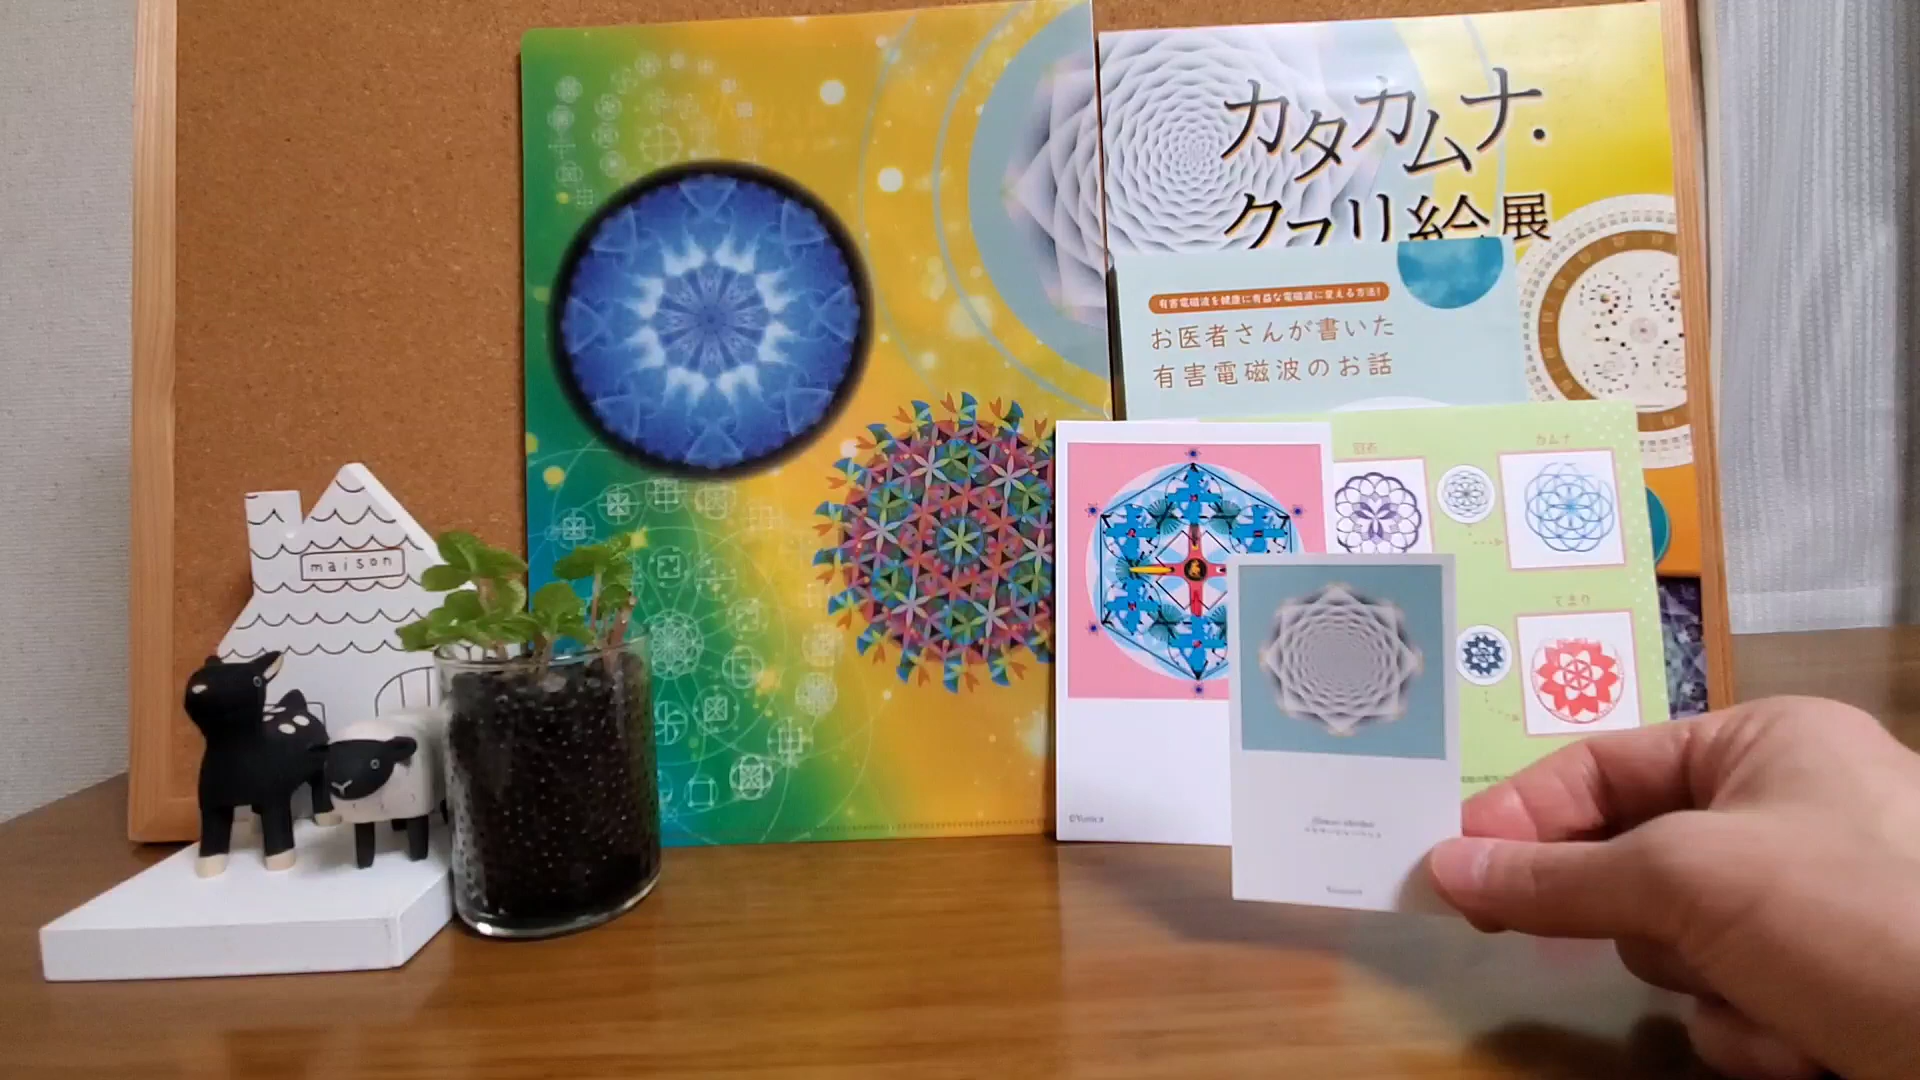 maison
カタカムナ・
クスリ絵展
有害電磁波を健康に有益な電磁波に変える方法!
お医者さんが書いた
有害電磁波のお話
カムナ
てまり
©Yunica